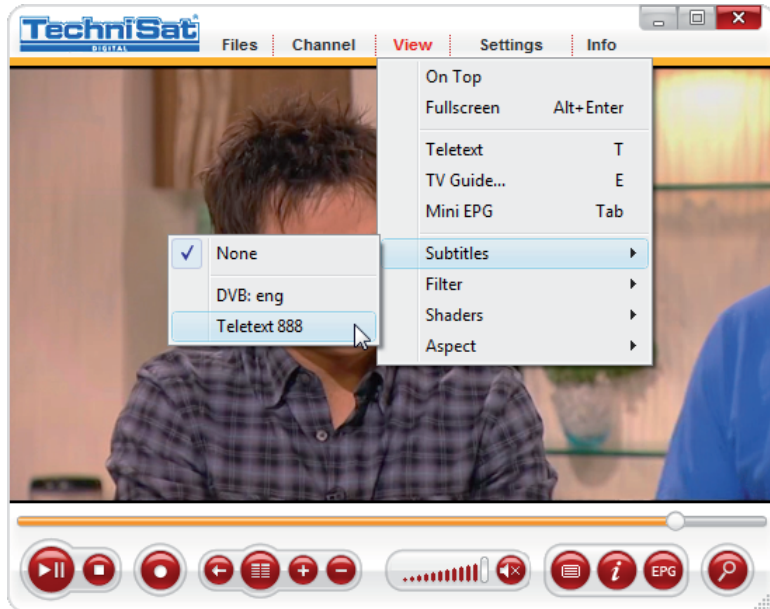 TechniSat
DIGITAL
Files Channel View Settings Info
On Top
Fullscreen Alt+Enter
Teletext T
TV Guide... E
Mini EPG Tab
Subtitles
Filter
Shaders
Aspect
None
DVB: eng
Teletext 888
i
EPG